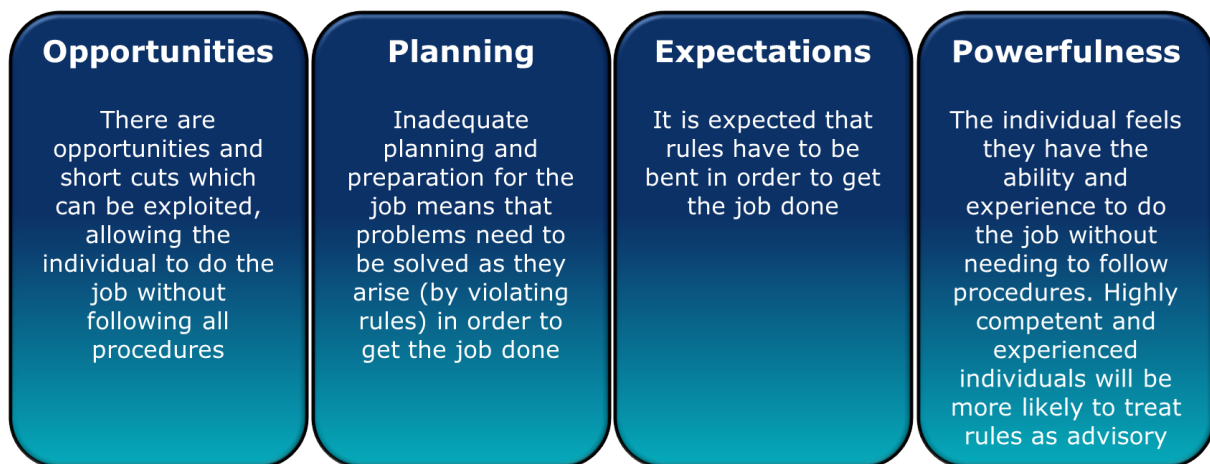 Opportunities
There are
opportunities and
short cuts which
can be exploited,
allowing the
individual to do the
job without
following all
procedures
Planning
Inadequate
planning and
preparation for the
job means that
problems need to
be solved as they
arise (by violating
rules) in order to
get the job done
Expectations
It is expected that
rules have to be
bent in order to get
the job done
Powerfulness
The individual feels
they have the
ability and
experience to do
the job without
needing to follow
procedures. Highly
competent and
experienced
individuals will be
more likely to treat
rules as advisory